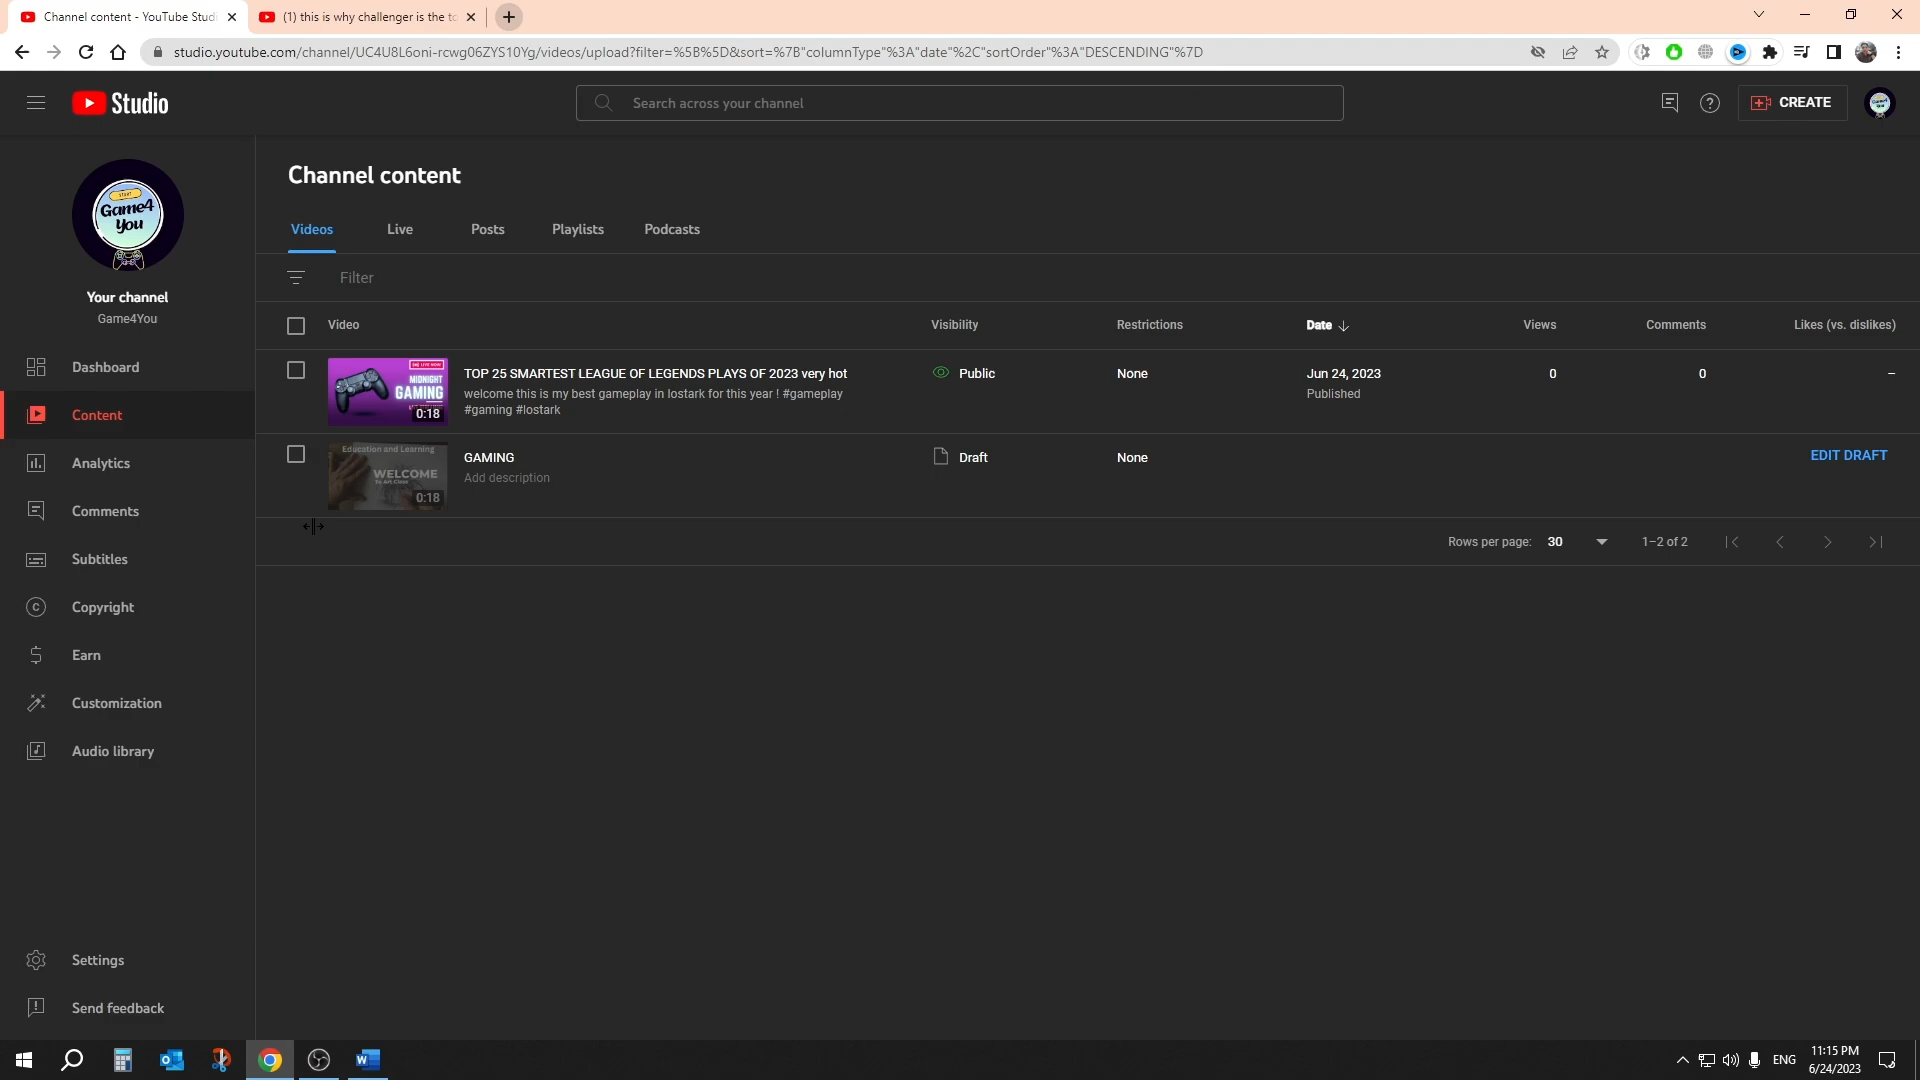 Channel content - YouTube Studi
(1) this is why challenger is the to
studio.youtube.com/channel/UC4U8L6oni-rcwg06ZYS10Yg/videos/upload?filter=%5B%5D&sort=%7B"columnType"%3A"date"%2C"sortOrder"%3A"DESCENDING"%7D
Studio
Search across your channel
CREATE
START
Game4
You
Your channel
Game4You
Dashboard
Content
Analytics
Comments
Subtitles
Copyright
Earn
Customization
Audio library
Settings
Send feedback
Channel content
Videos Live Posts Playlists Podcasts
Filter
Video Visibility Restrictions Date Views Comments Likes (vs. dislikes)
LIVE NOW
MIDNIGHT
GAMING
0:18
TOP 25 SMARTEST LEAGUE OF LEGENDS PLAYS OF 2023 very hot
welcome this is my best gameplay in lostark for this year ! #gameplay
#gaming #lostark
Public None Jun 24, 2023 0 0 –
Published
Education and Learning
WELCOME
To Art Class
0:18
GAMING
Add description
Draft None EDIT DRAFT
Rows per page: 30 1–2 of 2
ENG
11:15 PM
6/24/2023